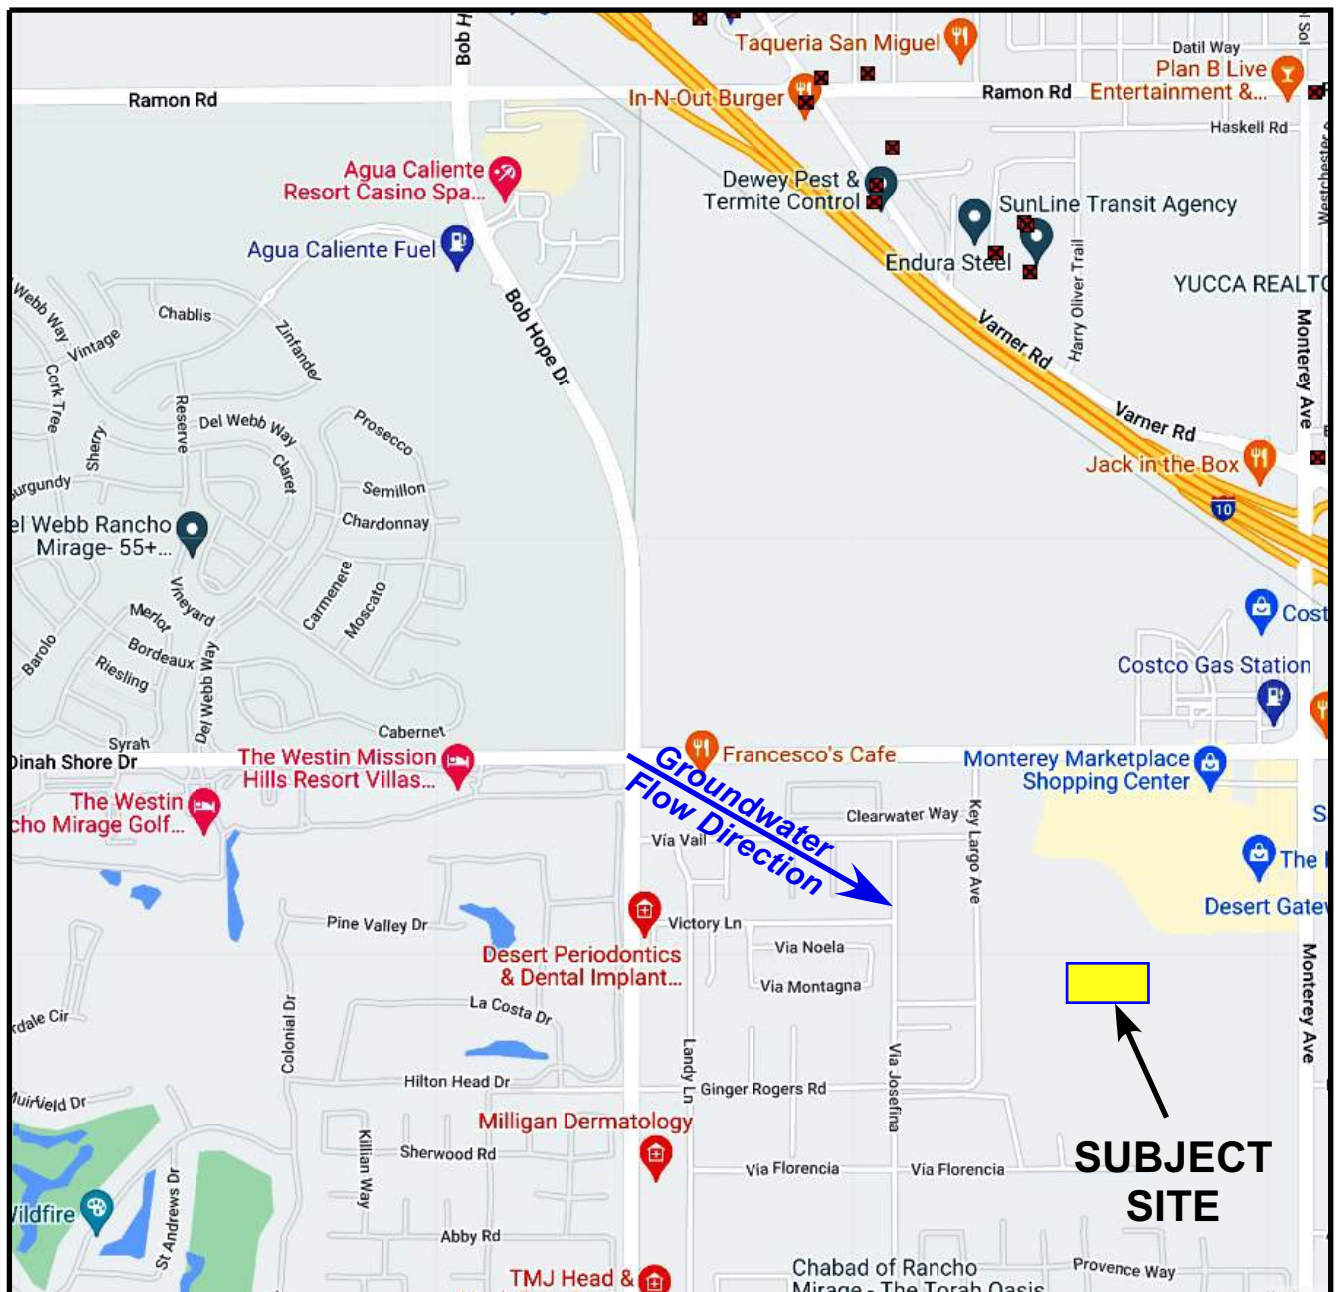 Bob H
Taqueria San Miguel
Datil Way
Plan B Live
Entertainment &...
l Sol
Ramon Rd
In-N-Out Burger
Ramon Rd
Haskell Rd
Westchester
Agua Caliente
Resort Casino Spa...
Dewey Pest &
Termite Control
SunLine Transit Agency
Agua Caliente Fuel
Endura Steel
Harry Oliver Trail
YUCCA REALTO
Webb Way
Vintage
Chablis
Zinfandel
Bob Hope Dr
Varner Rd
Monterey Ave
Cork Tree
Reserve
Del Webb Way
Prosecco
Varner Rd
Sherry
Claret
Jack in the Box
urgundy
Semillon
10
el Webb Rancho
Mirage- 55+...
Chardonnay
Vineyard
Carmenere
Moscato
Merlot
Cost
Barolo
Bordeaux
Riesling
Del Webb Way
Costco Gas Station
Syrah
Cabernet
Dinah Shore Dr
The Westin Mission
Hills Resort Villas...
Francesco's Cafe
Monterey Marketplace
Shopping Center
Groundwater
Flow Direction
The Westin
cho Mirage Golf...
Clearwater Way
Key Largo Ave
S
Vía Vail
The
Desert Gatew
Pine Valley Dr
Victory Ln
Desert Periodontics
& Dental Implant...
Via Noela
Via Montagna
Monterey Ave
rdale Cir
Colonial Dr
La Costa Dr
Landy Ln
Via Josefina
Hilton Head Dr
Ginger Rogers Rd
Muirfield Dr
Milligan Dermatology
SUBJECT
SITE
Killian Way
Sherwood Rd
Via Florencia
Vía Florencia
St Andrews Dr
Wildfire
Abby Rd
TMJ Head &
Chabad of Rancho
Mirage - The Torah Oasis
Provence Way